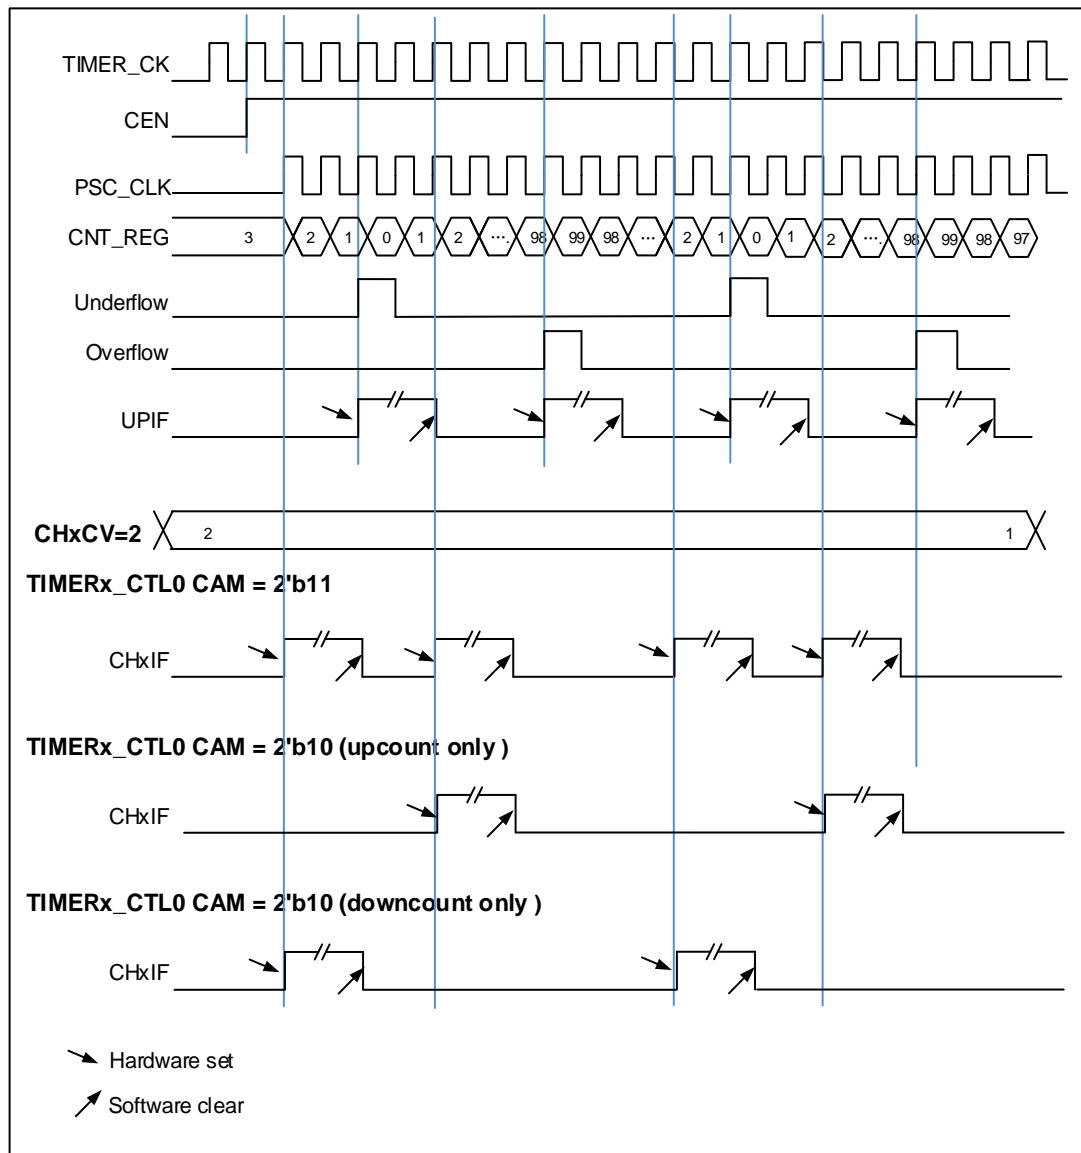 TIMER_CK
CEN
PSC_CLK
CNT_REG 3 2 1 0 1 2 ... 98 99 98 ... 2 1 0 1 2 ... 98 99 98 97
Underflow
Overflow
UPIF
CHxCV=2 2 1
TIMERx_CTL0 CAM = 2'b11
CHxIF
TIMERx_CTL0 CAM = 2'b10 (upcount only )
CHxIF
TIMERx_CTL0 CAM = 2'b10 (downcount only )
CHxIF
Hardware set
Software clear